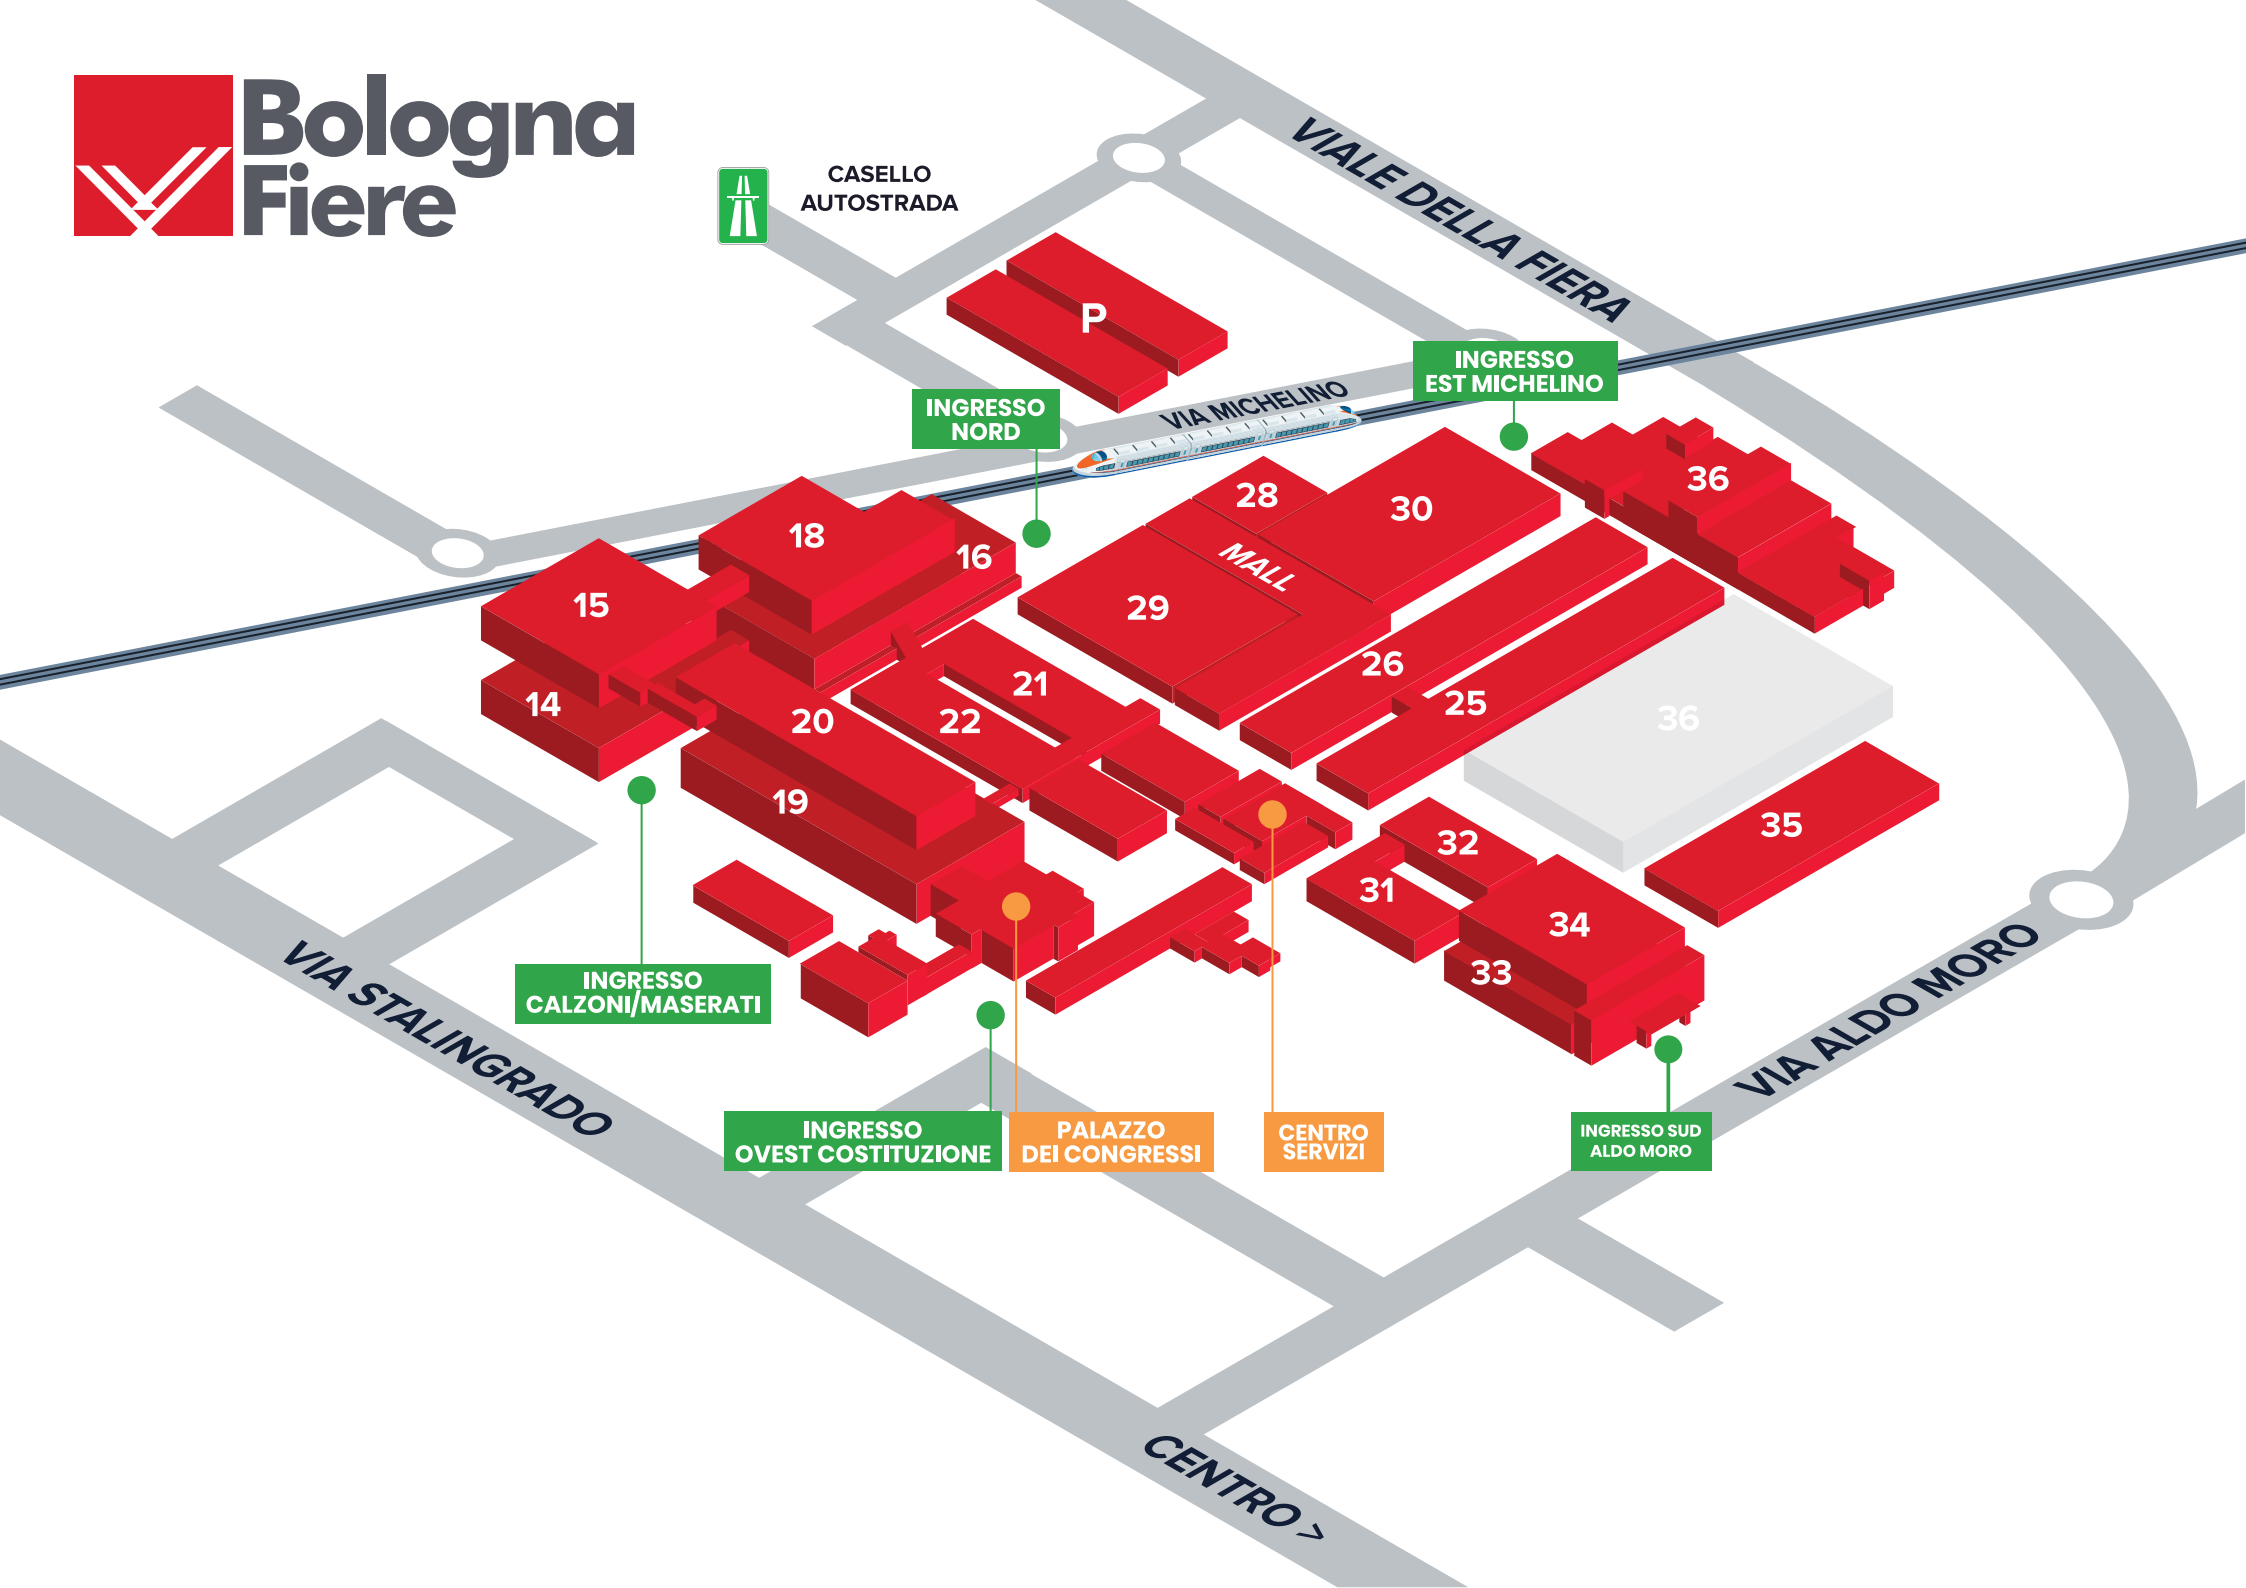 Bologna
Fiere
CASELLO
AUTOSTRADA
VIALE DELLA FIERA
P
INGRESSO
EST MICHELINO
VIA MICHELINO
INGRESSO
NORD
36
28
30
18
16
MALL
15
29
26
21
25
14
20
22
36
19
35
32
31
34
33
VIA STALINGRADO
INGRESSO
CALZONI/MASERATI
VIA ALDO MORO
INGRESSO
OVEST COSTITUZIONE
PALAZZO
DEI CONGRESSI
CENTRO
SERVIZI
INGRESSO SUD
ALDO MORO
CENTRO >